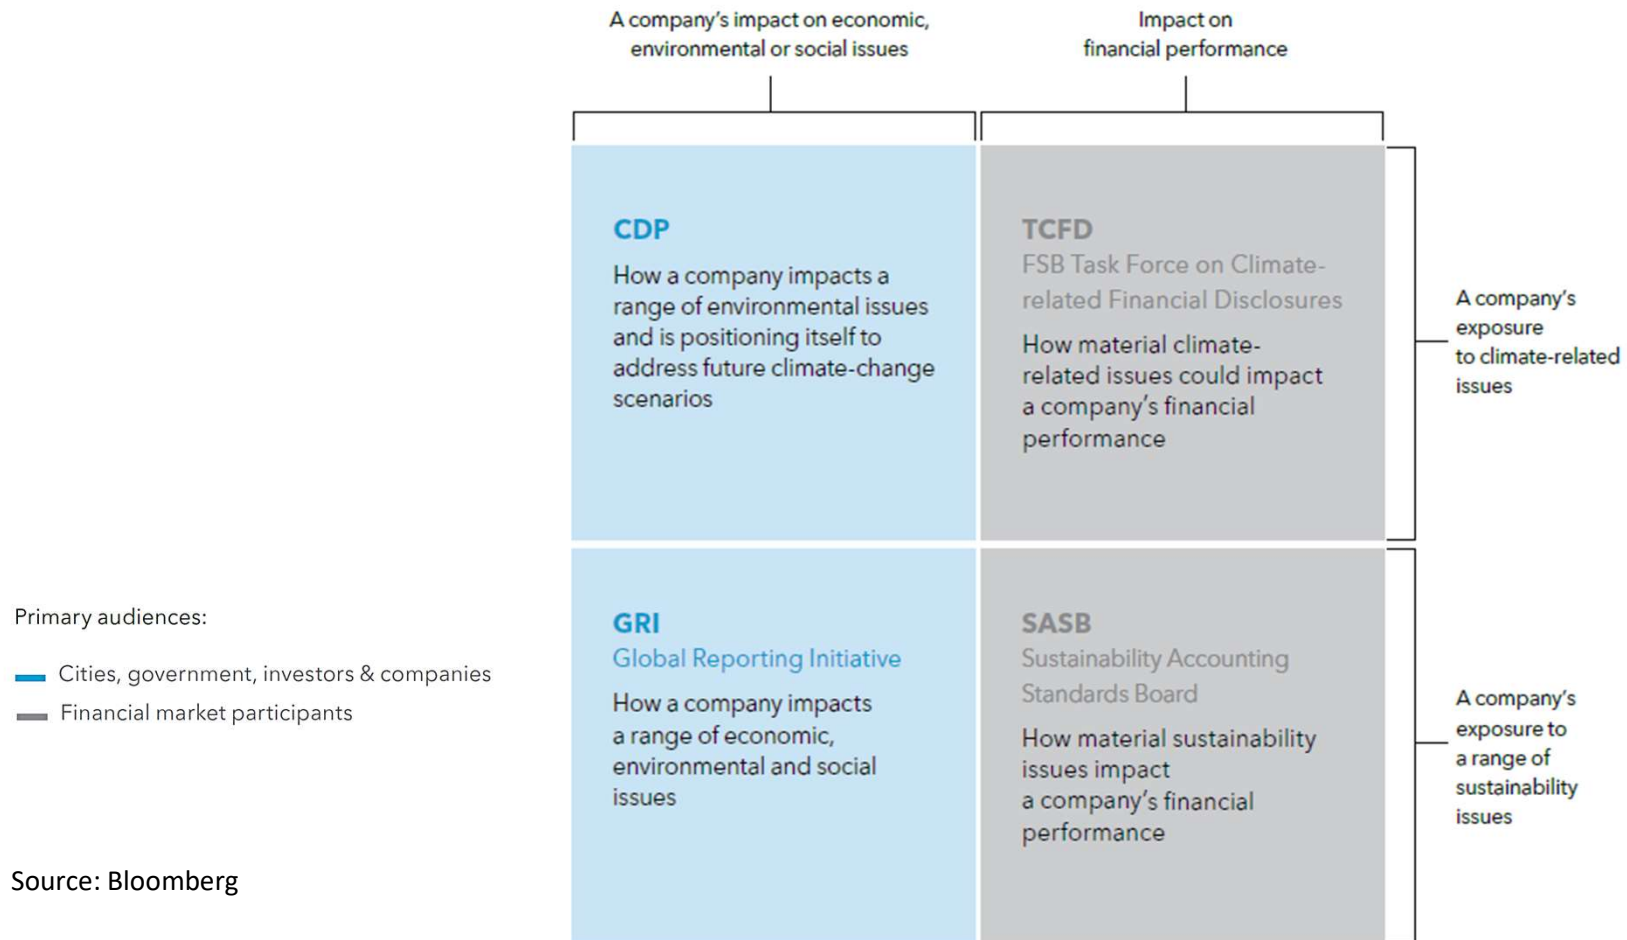 A company’s impact on economic,
environmental or social issues
Impact on
financial performance
CDP
How a company impacts a
range of environmental issues
and is positioning itself to
address future climate-change
scenarios
TCFD
FSB Task Force on Climate-
related Financial Disclosures
How material climate-
related issues could impact
a company’s financial
performance
A company’s
exposure
to climate-related
issues
GRI
Global Reporting Initiative
How a company impacts
a range of economic,
environmental and social
issues
SASB
Sustainability Accounting
Standards Board
How material sustainability
issues impact
a company’s financial
performance
A company’s
exposure to
a range of
sustainability
issues
Primary audiences:
Cities, government, investors & companies
Financial market participants
Source: Bloomberg